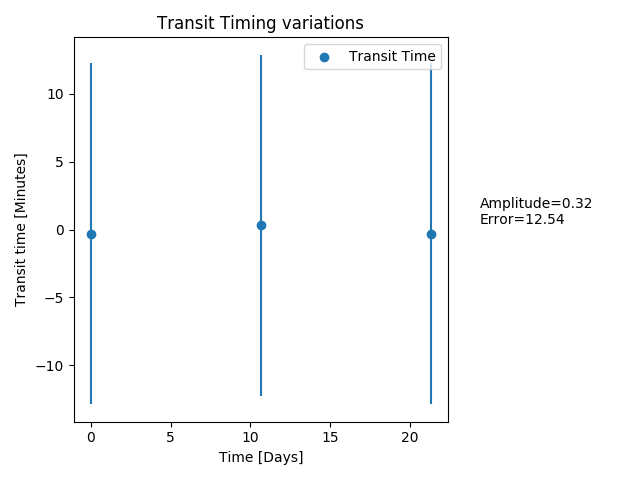 Transit Timing variations
Transit Time
10
5
0
−5
−10
Transit time [Minutes]
0
5
10
15
20
Time [Days]
Amplitude=0.32
Error=12.54